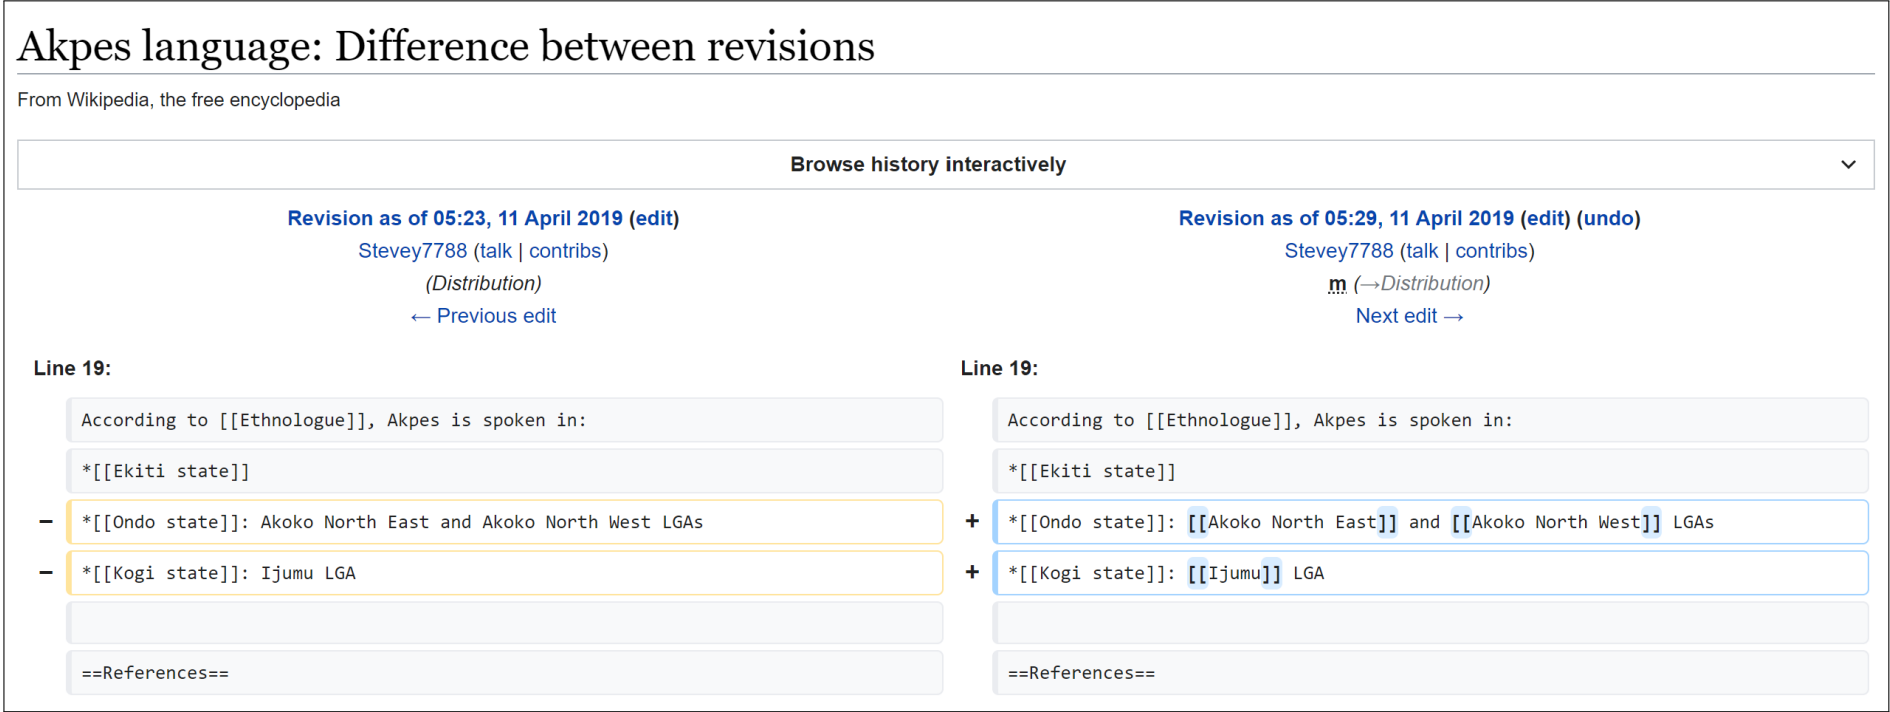 Akpes language: Difference between revisions
From Wikipedia, the free encyclopedia
Browse history interactively
Revision as of 05:23, 11 April 2019 (edit)
Stevey7788 (talk | contribs)
(Distribution)
← Previous edit
Revision as of 05:29, 11 April 2019 (edit) (undo)
Stevey7788 (talk | contribs)
m (→Distribution)
Next edit →
Line 19:
According to [[Ethnologue]], Akpes is spoken in:
*[[Ekiti state]]
− *[[Ondo state]]: Akoko North East and Akoko North West LGAs
− *[[Kogi state]]: Ijumu LGA
==References==
Line 19:
According to [[Ethnologue]], Akpes is spoken in:
*[[Ekiti state]]
+ *[[Ondo state]]: [[Akoko North East]] and [[Akoko North West]] LGAs
+ *[[Kogi state]]: [[Ijumu]] LGA
==References==